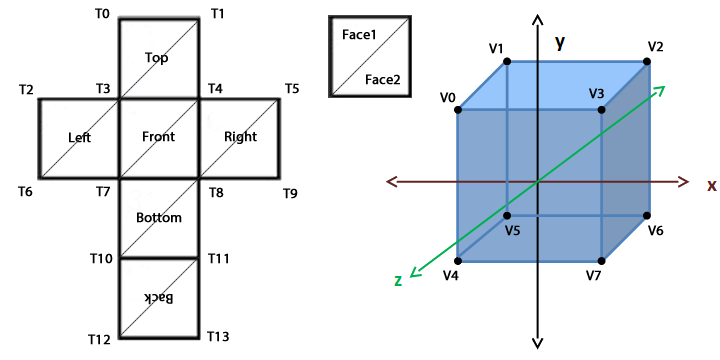 T0
T1
Top
T2
T3
T4
T5
Left
Front
Right
T6
T7
T8
T9
Bottom
T10
T11
Back
T12
T13
Face1
Face2
y
V1
V2
V0
V3
x
V5
V6
z
V4
V7